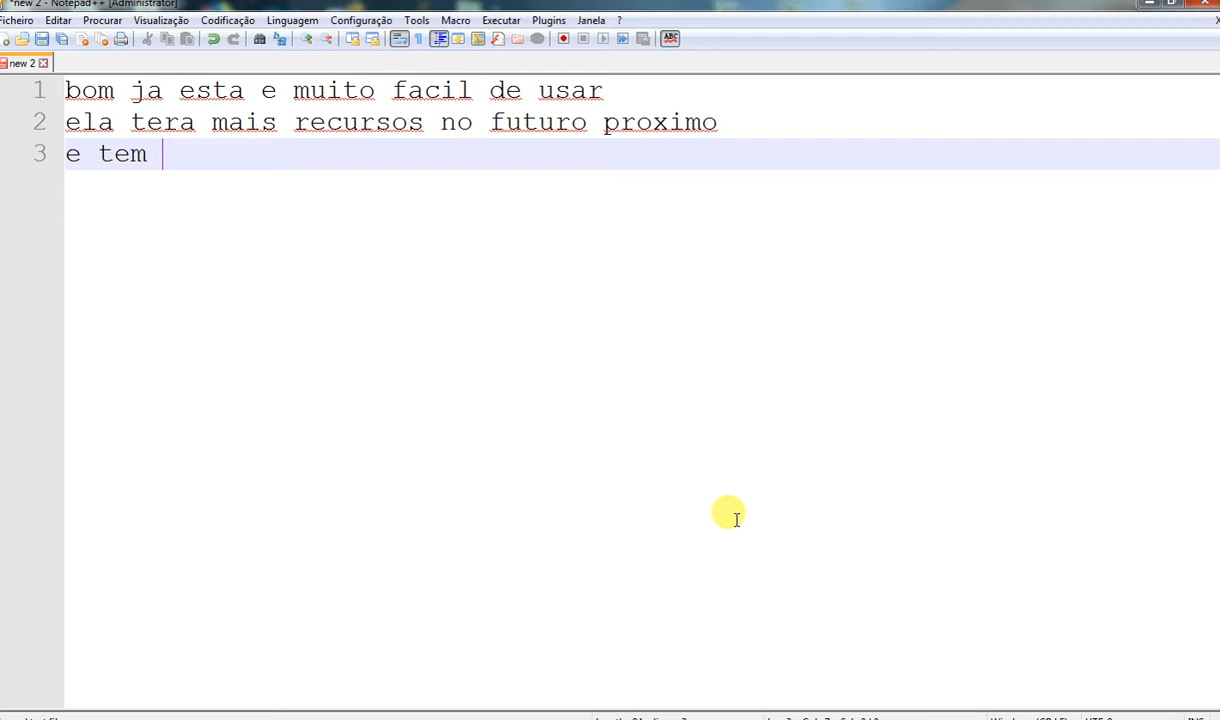 *new 2 - Notepad++ [Administrator]
Ficheiro Editar Procurar Visualização Codificação Linguagem Configuração Tools Macro Executar Plugins Janela ?
ABC
new 2
1 bom ja esta e muito facil de usar
2 ela tera mais recursos no futuro proximo
3 e tem